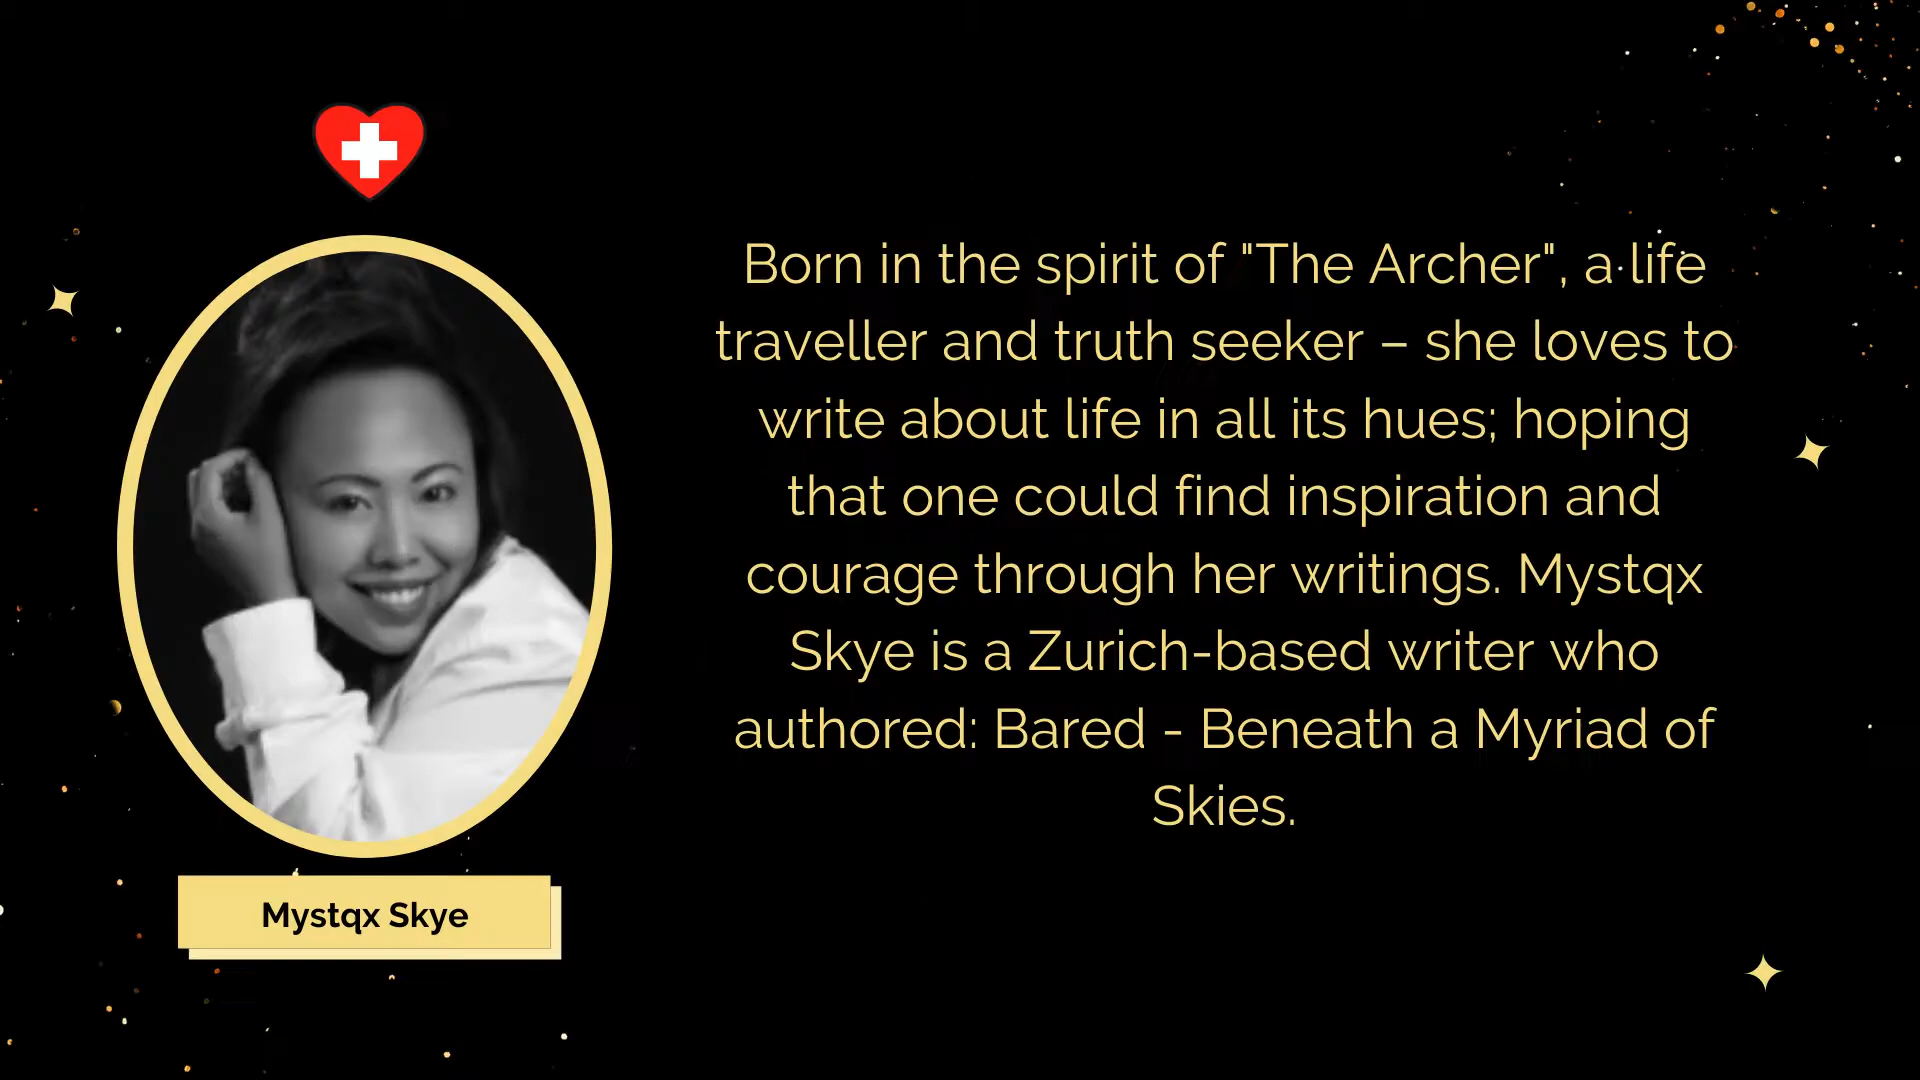 Born in the spirit of "The Archer", a life
traveller and truth seeker – she loves to
write about life in all its hues; hoping
that one could find inspiration and
courage through her writings. Mystqx
Skye is a Zurich-based writer who
authored: Bared - Beneath a Myriad of
Skies.
Mystqx Skye